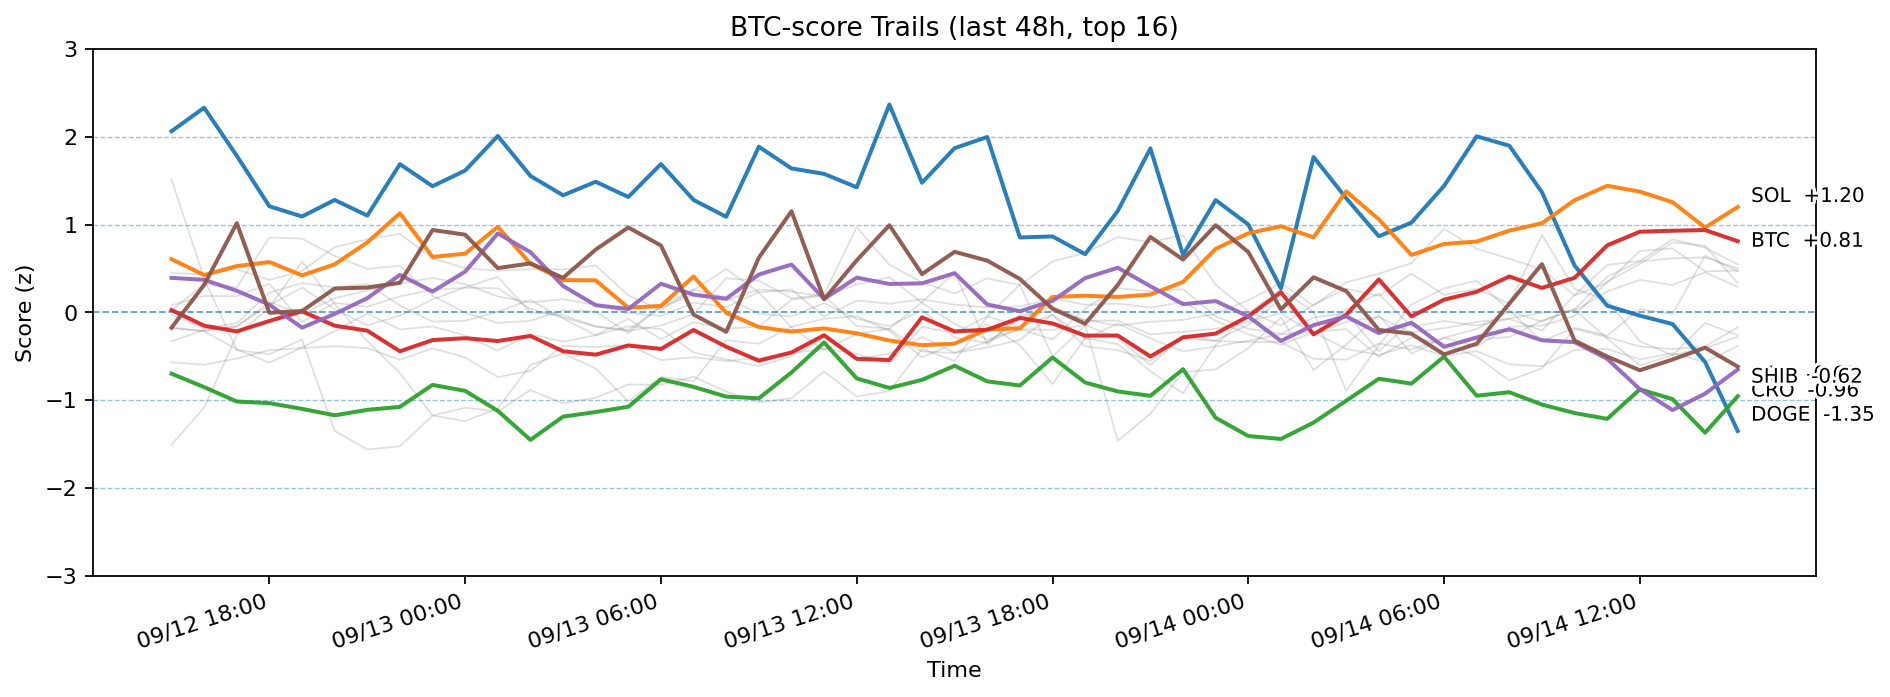 BTC-score Trails (last 48h, top 16)
Score (z)
3
2
1
0
−1
−2
−3
SOL +1.20
BTC +0.81
SHIB -0.62
CRO -0.96
DOGE -1.35
09/12 18:00
09/13 00:00
09/13 06:00
09/13 12:00
09/13 18:00
09/14 00:00
09/14 06:00
09/14 12:00
Time